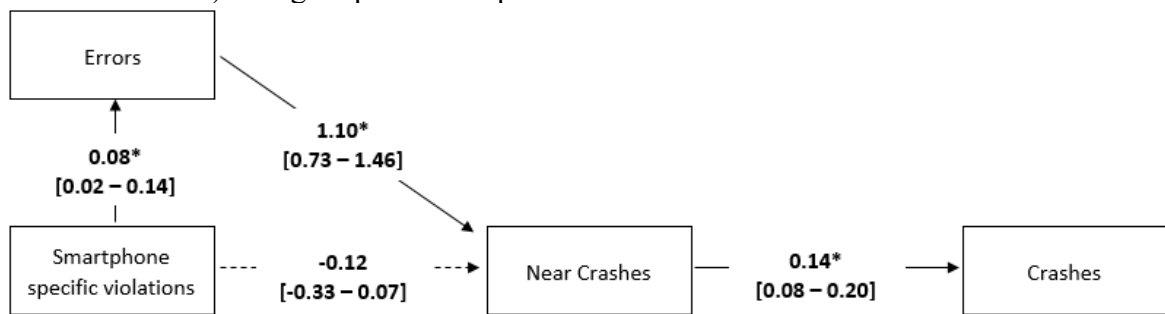 Errors
1.10*
[0.73 – 1.46]
0.08*
[0.02 – 0.14]
Smartphone
specific violations
-0.12
[-0.33 – 0.07]
Near Crashes
0.14*
[0.08 – 0.20]
Crashes